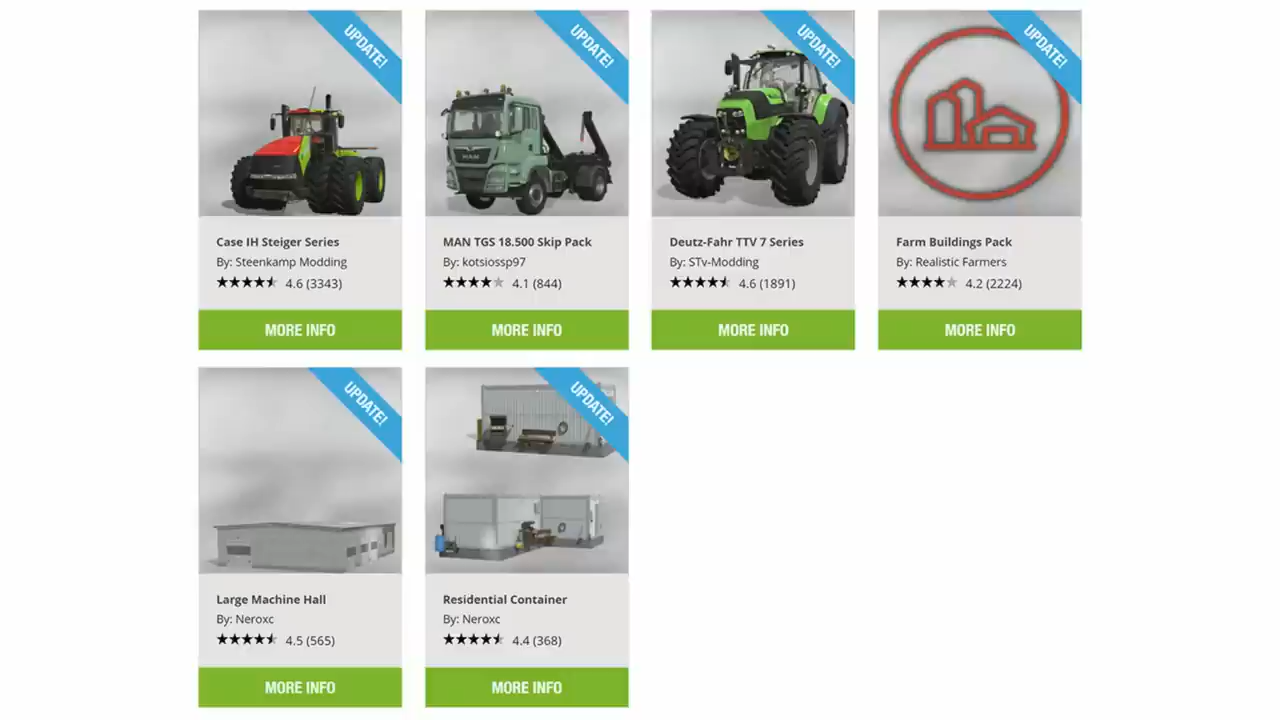 UPDATE!
UPDATE!
UPDATE!
UPDATE!
MAN
Case IH Steiger Series
By: Steenkamp Modding
4.6 (3343)
MORE INFO
MAN TGS 18.500 Skip Pack
By: kotsiossp97
4.1 (844)
MORE INFO
Deutz-Fahr TTV 7 Series
By: STv-Modding
4.6 (1891)
MORE INFO
Farm Buildings Pack
By: Realistic Farmers
4.2 (2224)
MORE INFO
UPDATE!
UPDATE!
Large Machine Hall
By: Neroxc
4.5 (565)
MORE INFO
Residential Container
By: Neroxc
4.4 (368)
MORE INFO